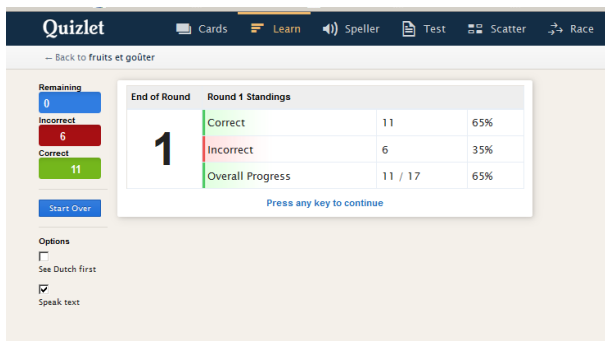 Quizlet Cards Learn Speller Test Scatter Race
← Back to fruits et goûter
Remaining
0
Incorrect
6
Correct
11
Start Over
Options
See Dutch first
Speak text
End of Round Round 1 Standings
1
Correct 11 65%
Incorrect 6 35%
Overall Progress 11 / 17 65%
Press any key to continue